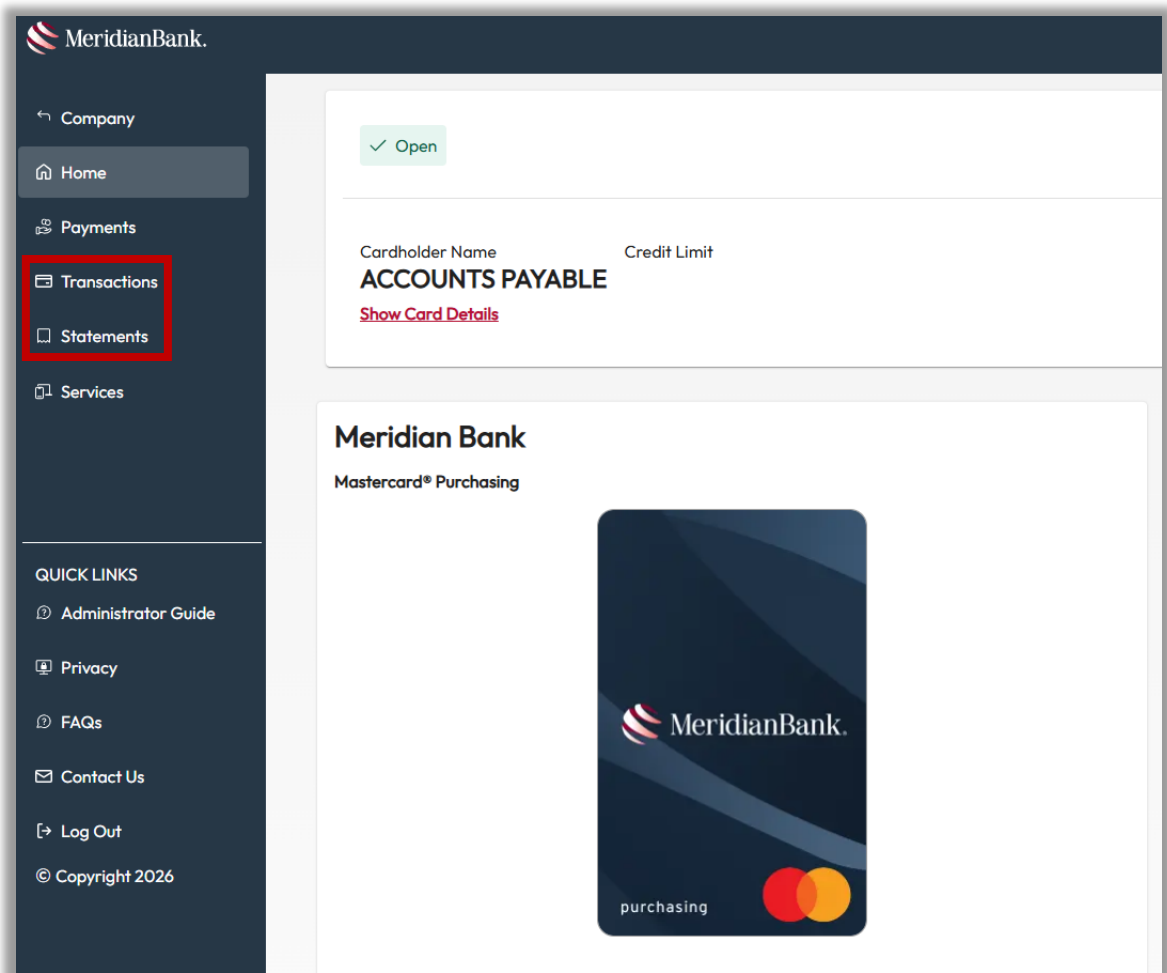 MeridianBank.
Company
Home
Payments
Transactions
Statements
Services
QUICK LINKS
Administrator Guide
Privacy
FAQs
Contact Us
Log Out
© Copyright 2026
Open
Cardholder Name
Credit Limit
ACCOUNTS PAYABLE
Show Card Details
Meridian Bank
Mastercard® Purchasing
MeridianBank.
purchasing